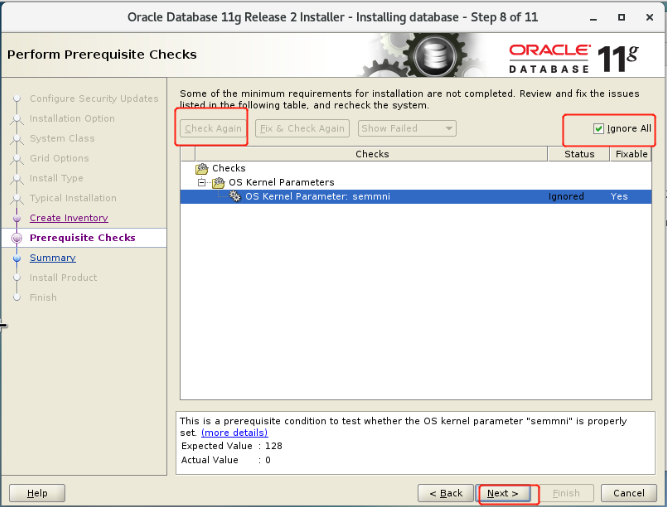 Oracle Database 11g Release 2 Installer - Installing database - Step 8 of 11
Perform Prerequisite Checks
ORACLE
DATABASE
11g
Configure Security Updates
Installation Option
System Class
Grid Options
Install Type
Typical Installation
Create Inventory
Prerequisite Checks
Summary
Install Product
Finish
Some of the minimum requirements for installation are not completed. Review and fix the issues
listed in the following table, and recheck the system.
Check Again
Fix & Check Again
Show Failed
Ignore All
Checks Status Fixable
Checks
OS Kernel Parameters
OS Kernel Parameter: semmni Ignored Yes
This is a prerequisite condition to test whether the OS kernel parameter "semmni" is properly
set. (more details)
Expected Value : 128
Actual Value : 0
Help
< Back
Next >
Finish
Cancel